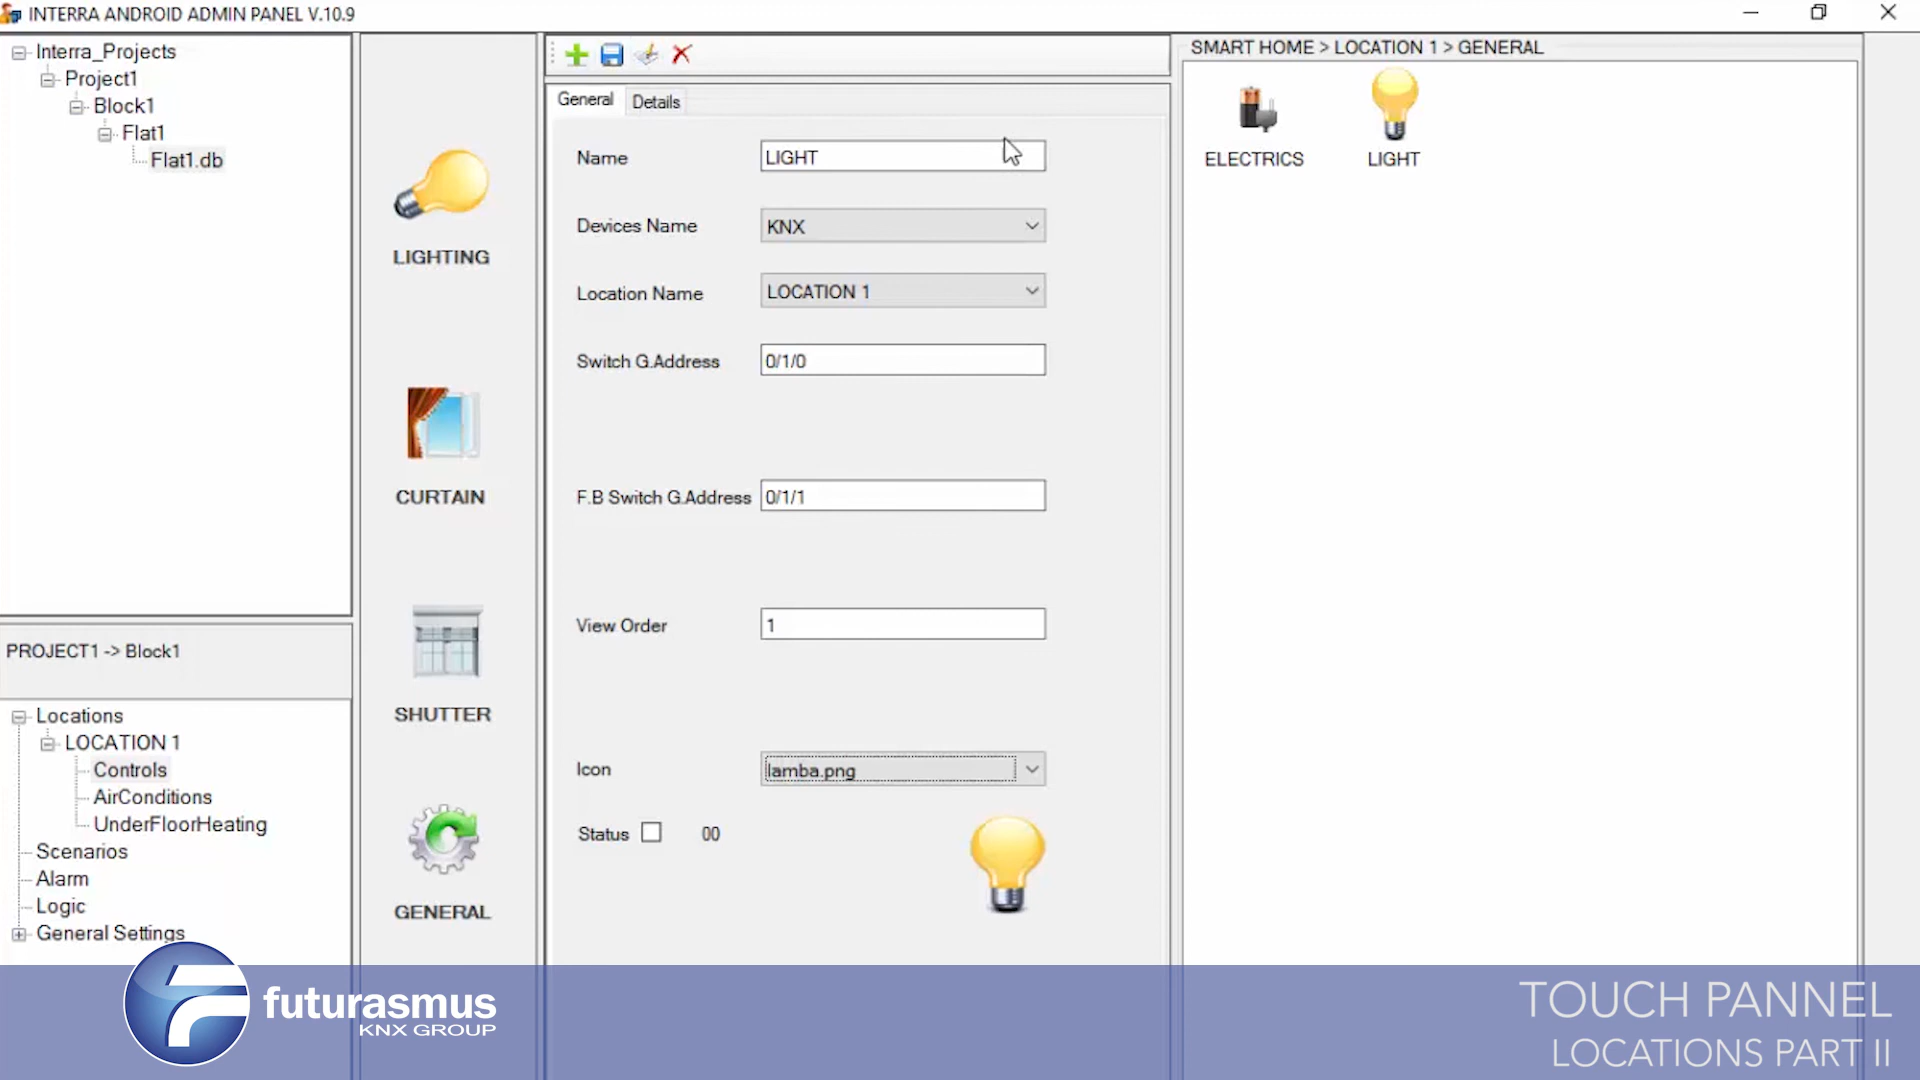 INTERRA ANDROID ADMIN PANEL V.10.9
Interra_Projects
Project1
Block1
Flat1
Flat1.db
PROJECT1 -> Block1
Locations
LOCATION 1
Controls
AirConditions
UnderFloorHeating
Scenarios
Alarm
Logic
General Settings
LIGHTING
CURTAIN
SHUTTER
GENERAL
General
Details
Name
LIGHT
Devices Name
KNX
Location Name
LOCATION 1
Switch G.Address
0/1/0
F.B Switch G.Address
0/1/1
View Order
1
Icon
lamba.png
Status
00
SMART HOME > LOCATION 1 > GENERAL
ELECTRICS
LIGHT
futurasmus
KNX GROUP
TOUCH PANNEL
LOCATIONS PART II